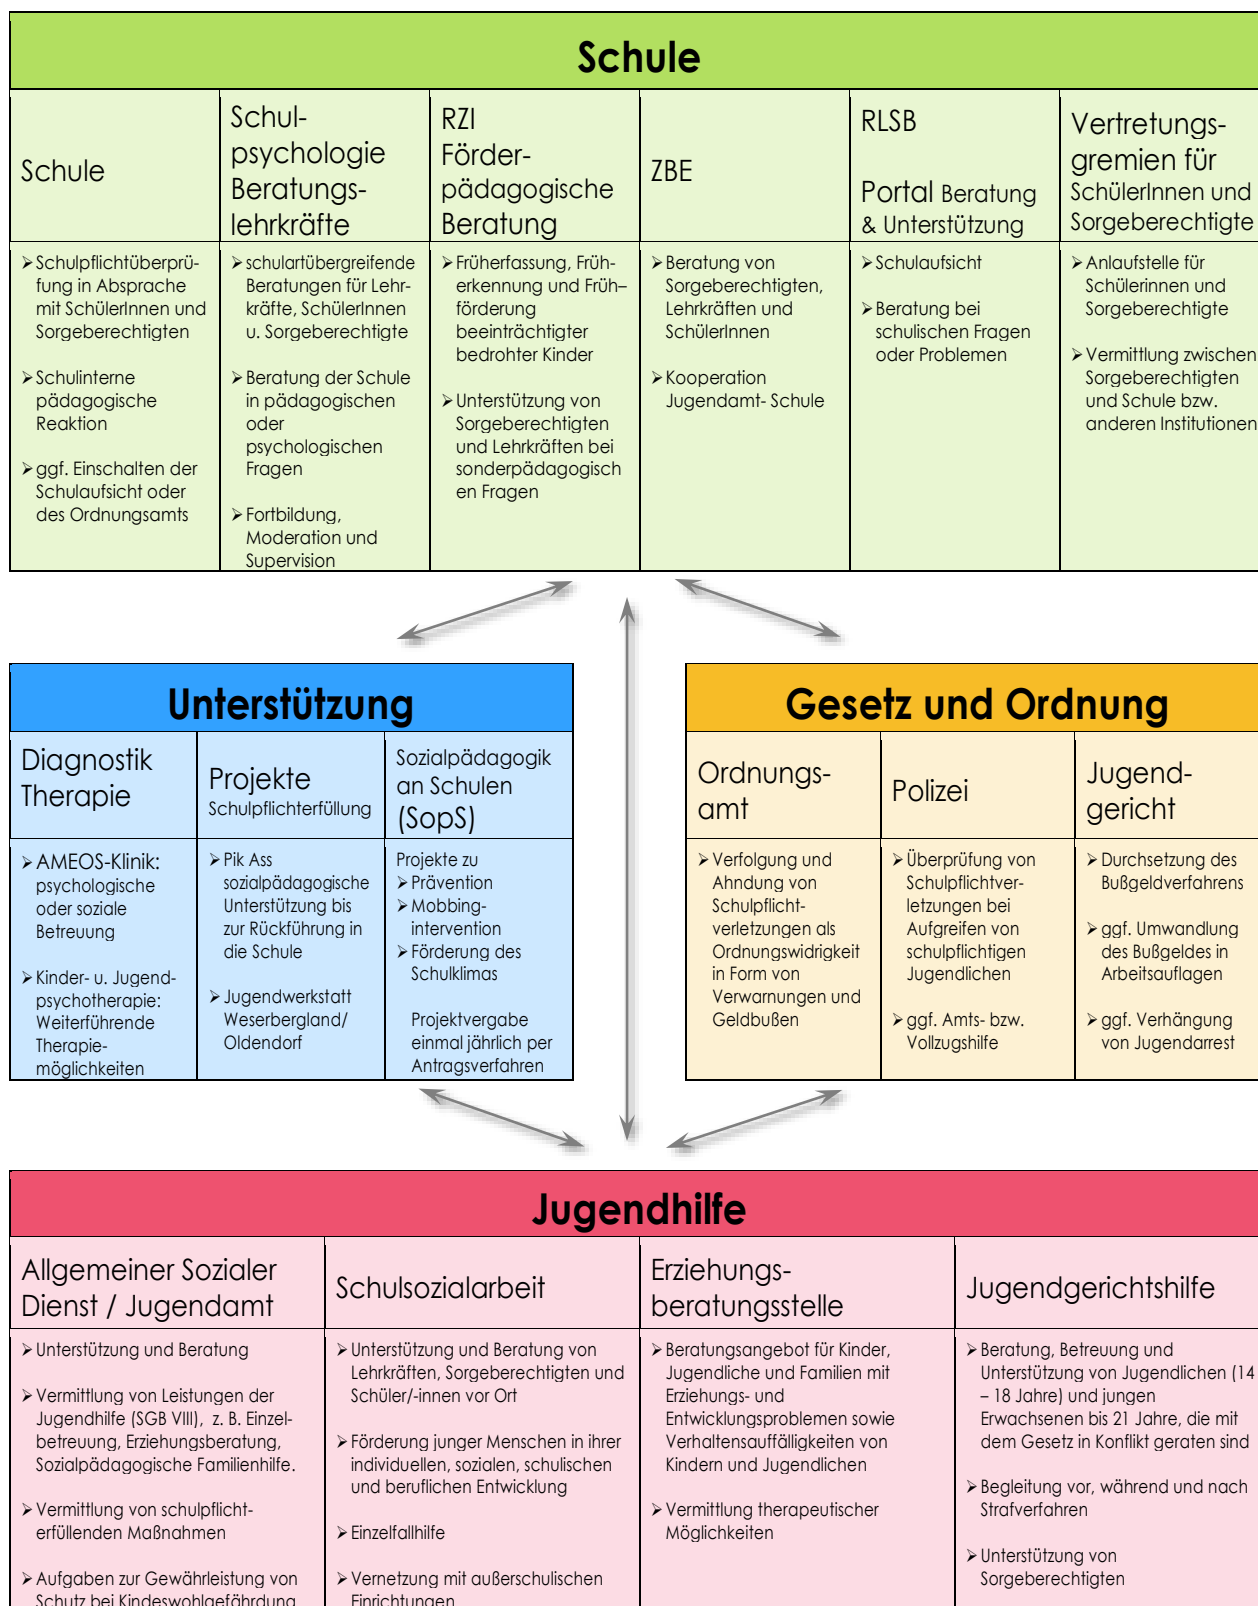 Schule
Schule
Schul-
psychologie
Beratungs-
lehrkräfte
RZI
Förder-
pädagogische
Beratung
ZBE
RLSB
Portal Beratung
& Unterstützung
Vertretungs-
gremien für
SchülerInnen und
Sorgeberechtigte
➢ Schulpflichtüberprü-
fung in Absprache
mit SchülerInnen und
Sorgeberechtigten
➢ Schulinterne
pädagogische
Reaktion
➢ ggf. Einschalten der
Schulaufsicht oder
des Ordnungsamts
➢ schulartübergreifende
Beratungen für Lehr-
kräfte, SchülerInnen
u. Sorgeberechtigte
➢ Beratung der Schule
in pädagogischen
oder
psychologischen
Fragen
➢ Fortbildung,
Moderation und
Supervision
➢ Früherfassung, Früh-
erkennung und Früh–
förderung
beeinträchtigter
bedrohter Kinder
➢ Unterstützung von
Sorgeberechtigten
und Lehrkräften bei
sonderpädagogisch
en Fragen
➢ Beratung von
Sorgeberechtigten,
Lehrkräften und
SchülerInnen
➢ Kooperation
Jugendamt- Schule
➢ Schulaufsicht
➢ Beratung bei
schulischen Fragen
oder Problemen
➢ Anlaufstelle für
Schülerinnen und
Sorgeberechtigte
➢ Vermittlung zwischen
Sorgeberechtigten
und Schule bzw.
anderen Institutionen
Unterstützung
Diagnostik
Therapie
Projekte
Schulpflichterfüllung
Sozialpädagogik
an Schulen
(SopS)
➢ AMEOS-Klinik:
psychologische
oder soziale
Betreuung
➢ Kinder- u. Jugend-
psychotherapie:
Weiterführende
Therapie-
möglichkeiten
➢ Pik Ass
sozialpädagogische
Unterstützung bis
zur Rückführung in
die Schule
➢ Jugendwerkstatt
Weserbergland/
Oldendorf
Projekte zu
➢ Prävention
➢ Mobbing-
intervention
➢ Förderung des
Schulklimas
Projektvergabe
einmal jährlich per
Antragsverfahren
Gesetz und Ordnung
Ordnungs-
amt
Polizei
Jugend-
gericht
➢ Verfolgung und
Ahndung von
Schulpflicht-
verletzungen als
Ordnungswidrigkeit
in Form von
Verwarnungen und
Geldbußen
➢ Überprüfung von
Schulpflichtver-
letzungen bei
Aufgreifen von
schulpflichtigen
Jugendlichen
➢ ggf. Amts- bzw.
Vollzugshilfe
➢ Durchsetzung des
Bußgeldverfahrens
➢ ggf. Umwandlung
des Bußgeldes in
Arbeitsauflagen
➢ ggf. Verhängung
von Jugendarrest
Jugendhilfe
Allgemeiner Sozialer
Dienst / Jugendamt
Schulsozialarbeit
Erziehungs-
beratungsstelle
Jugendgerichtshilfe
➢ Unterstützung und Beratung
➢ Vermittlung von Leistungen der
Jugendhilfe (SGB VIII), z. B. Einzel-
betreuung, Erziehungsberatung,
Sozialpädagogische Familienhilfe.
➢ Vermittlung von schulpflicht-
erfüllenden Maßnahmen
➢ Aufgaben zur Gewährleistung von
Schutz bei Kindeswohlgefährdung
➢ Unterstützung und Beratung von
Lehrkräften, Sorgeberechtigten und
Schüler/-innen vor Ort
➢ Förderung junger Menschen in ihrer
individuellen, sozialen, schulischen
und beruflichen Entwicklung
➢ Einzelfallhilfe
➢ Vernetzung mit außerschulischen
Einrichtungen
➢ Beratungsangebot für Kinder,
Jugendliche und Familien mit
Erziehungs- und
Entwicklungsproblemen sowie
Verhaltensauffälligkeiten von
Kindern und Jugendlichen
➢ Vermittlung therapeutischer
Möglichkeiten
➢ Beratung, Betreuung und
Unterstützung von Jugendlichen (14
– 18 Jahre) und jungen
Erwachsenen bis 21 Jahre, die mit
dem Gesetz in Konflikt geraten sind
➢ Begleitung vor, während und nach
Strafverfahren
➢ Unterstützung von
Sorgeberechtigten